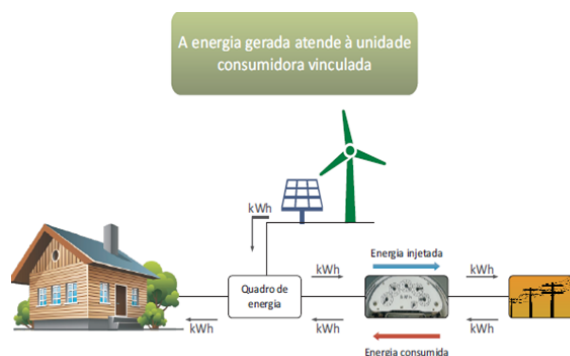 A energia gerada atende à unidade
consumidora vinculada
kWh
Energia injetada
kWh
kWh
Quadro de
energia
kWh
kWh
kWh
Energia consumida